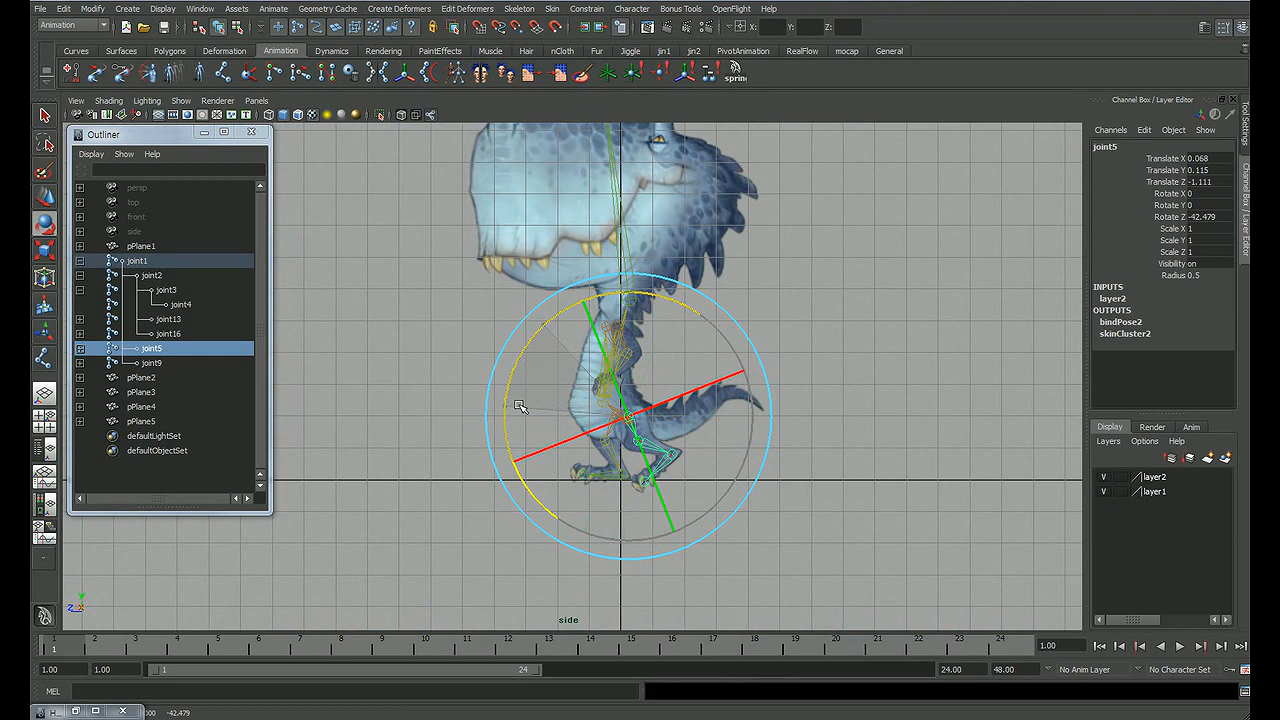 File Edit Modify Create Display Window Assets Animate Geometry Cache Create Deformers Edit Deformers Skeleton Skin Constrain Character Bonus Tools OpenFlight Help
Animation X: Y: Z:
Curves Surfaces Polygons Deformation Animation Dynamics Rendering PaintEffects Muscle Hair nCloth Fur Jiggle jin1 jin2 PivotAnimation RealFlow mocap General
spring
View Shading Lighting Show Renderer Panels
Channel Box / Layer Editor
Outliner
Display Show Help
persp
top
front
side
pPlane1
joint1
joint2
joint3
joint4
joint13
joint16
joint5
joint9
pPlane2
pPlane3
pPlane4
pPlane5
defaultLightSet
defaultObjectSet
Y
Z
side
Channels Edit Object Show
joint5
Translate X 0.068
Translate Y 0.115
Translate Z -1.111
Rotate X 0
Rotate Y 0
Rotate Z -42.479
Scale X 1
Scale Y 1
Scale Z 1
Visibility on
Radius 0.5
INPUTS
layer2
OUTPUTS
bindPose2
skinCluster2
Display Render Anim
Layers Options Help
V layer2
V layer1
Tool Settings
Channel Box / Layer Editor
1 2 3 4 5 6 7 8 9 10 11 12 13 14 15 16 17 18 19 20 21 22 23 24
1 1.00
1.00 1.00 1 24 24.00 48.00 No Anim Layer No Character Set
MEL
-42.479